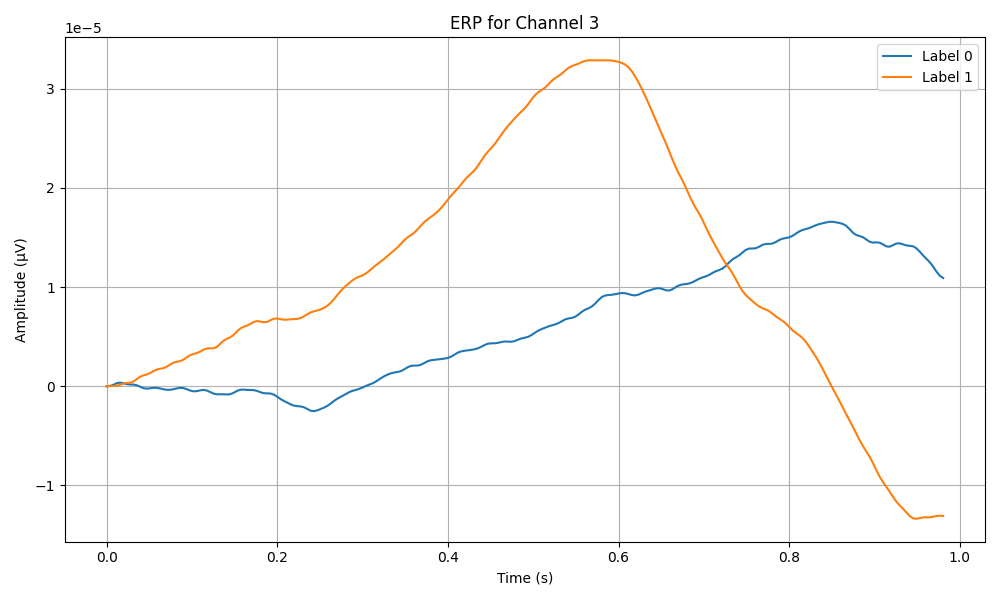 ERP for Channel 3
1e−5
Label 0
Label 1
3
2
1
0
−1
Amplitude (μV)
0.0 0.2 0.4 0.6 0.8 1.0
Time (s)